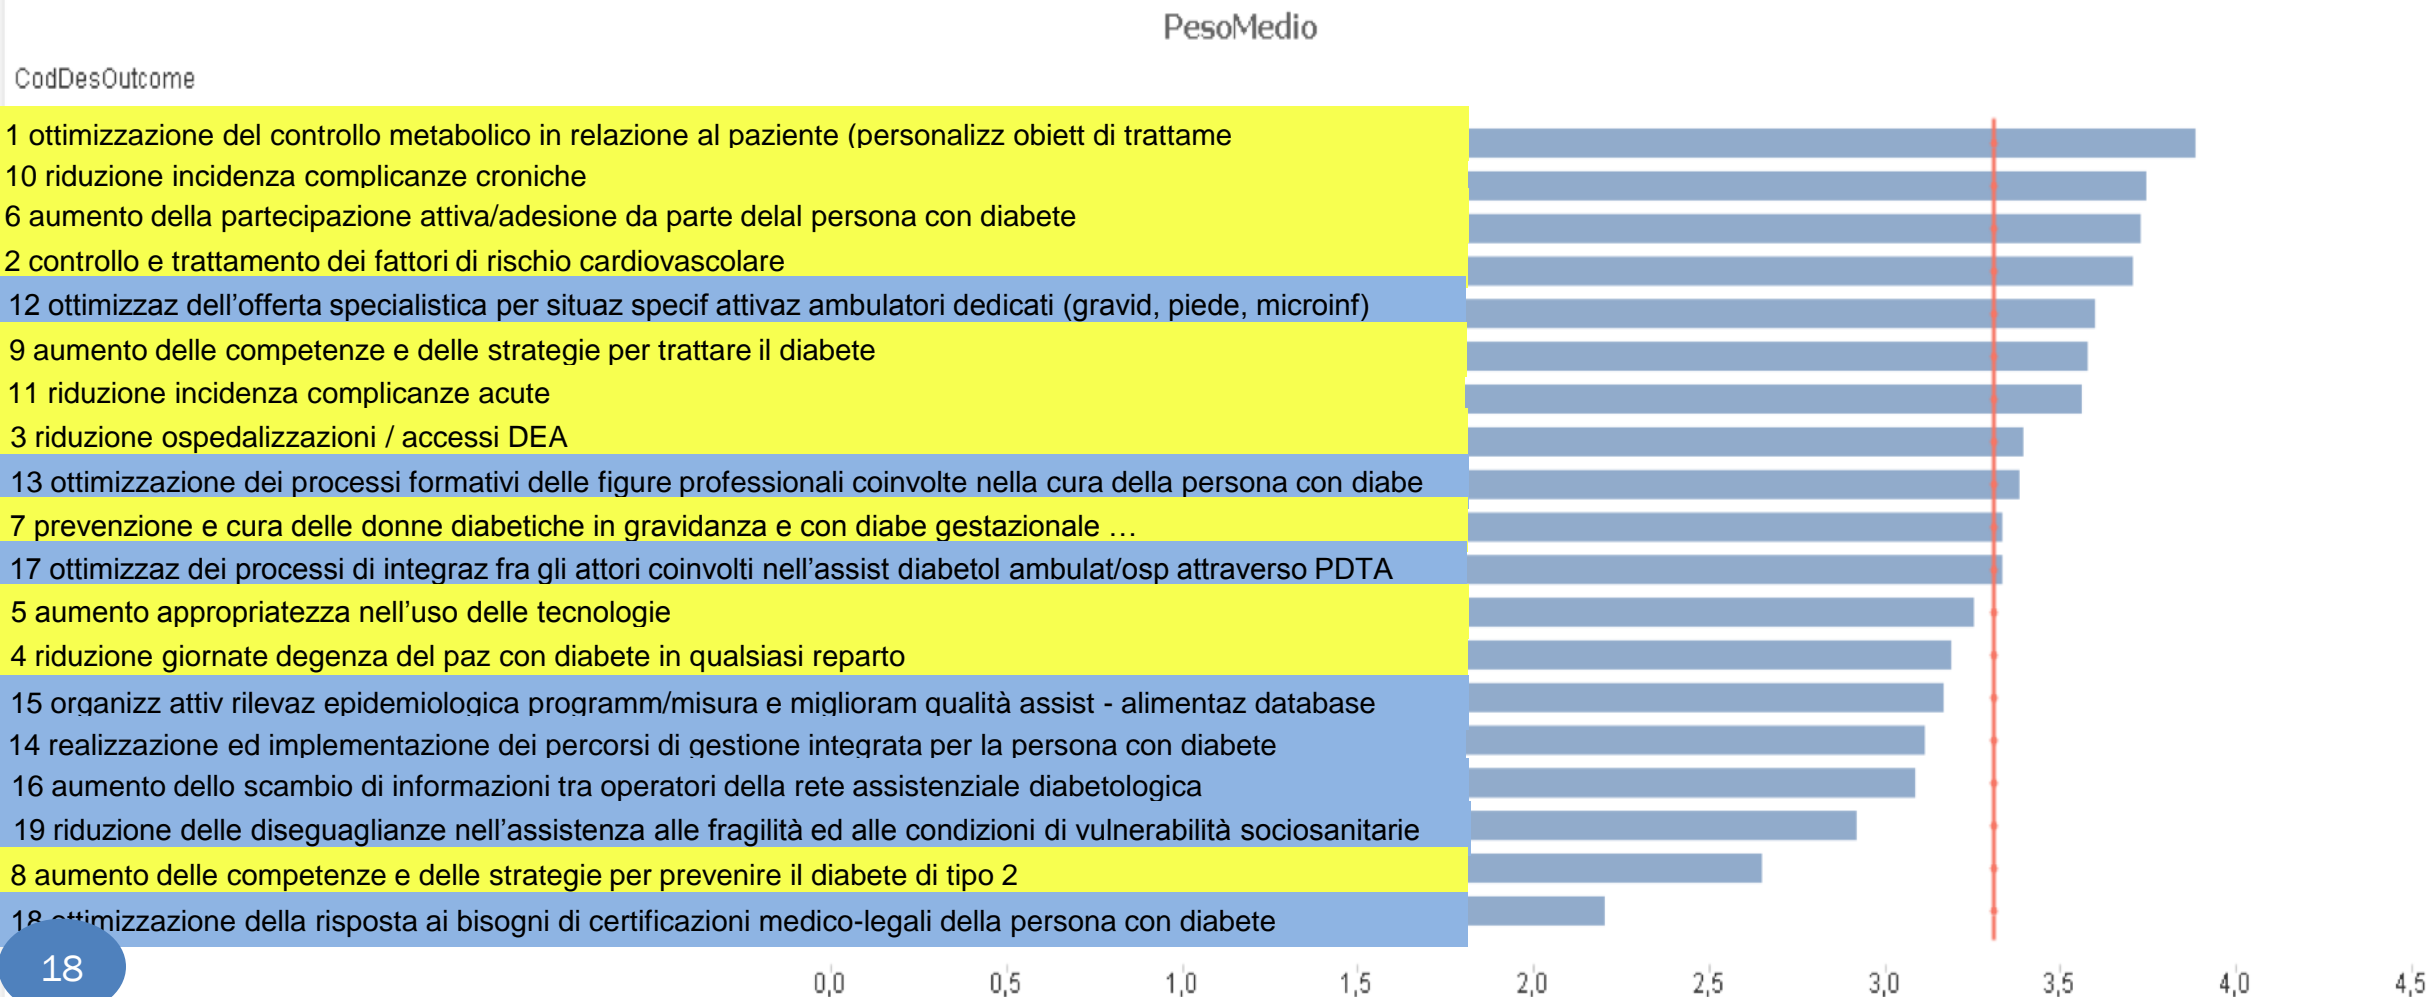 PesoMedio
CodDesOutcome
1 ottimizzazione del controllo metabolico in relazione al paziente (personalizz obiett di trattame
10 riduzione incidenza complicanze croniche
6 aumento della partecipazione attiva/adesione da parte delal persona con diabete
2 controllo e trattamento dei fattori di rischio cardiovascolare
12 ottimizzaz dell’offerta specialistica per situaz specif attivaz ambulatori dedicati (gravid, piede, microinf)
9 aumento delle competenze e delle strategie per trattare il diabete
11 riduzione incidenza complicanze acute
3 riduzione ospedalizzazioni / accessi DEA
13 ottimizzazione dei processi formativi delle figure professionali coinvolte nella cura della persona con diabe
7 prevenzione e cura delle donne diabetiche in gravidanza e con diabe gestazionale …
17 ottimizzaz dei processi di integraz fra gli attori coinvolti nell’assist diabetol ambulat/osp attraverso PDTA
5 aumento appropriatezza nell’uso delle tecnologie
4 riduzione giornate degenza del paz con diabete in qualsiasi reparto
15 organizz attiv rilevaz epidemiologica programm/misura e miglioram qualità assist - alimentaz database
14 realizzazione ed implementazione dei percorsi di gestione integrata per la persona con diabete
16 aumento dello scambio di informazioni tra operatori della rete assistenziale diabetologica
19 riduzione delle diseguaglianze nell’assistenza alle fragilità ed alle condizioni di vulnerabilità sociosanitarie
8 aumento delle competenze e delle strategie per prevenire il diabete di tipo 2
18 ottimizzazione della risposta ai bisogni di certificazioni medico-legali della persona con diabete
18
0,0 0,5 1,0 1,5 2,0 2,5 3,0 3,5 4,0 4,5